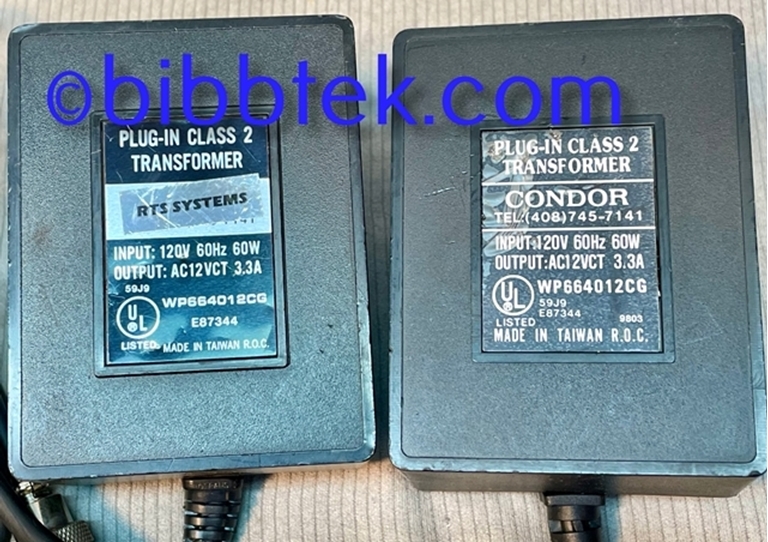 ©bibbtek.com
PLUG-IN CLASS 2
TRANSFORMER
RTS SYSTEMS
INPUT: 120V 60Hz 60W
OUTPUT: AC12VCT 3.3A
59J9
WP664012CG
UL
E87344
LISTED
MADE IN TAIWAN R.O.C.
PLUG-IN CLASS 2
TRANSFORMER
CONDOR
TEL:(408)745-7141
INPUT:120V 60Hz 60W
OUTPUT:AC12VCT 3.3A
WP664012CG
UL
59J9
E87344
LISTED
9803
MADE IN TAIWAN R.O.C.